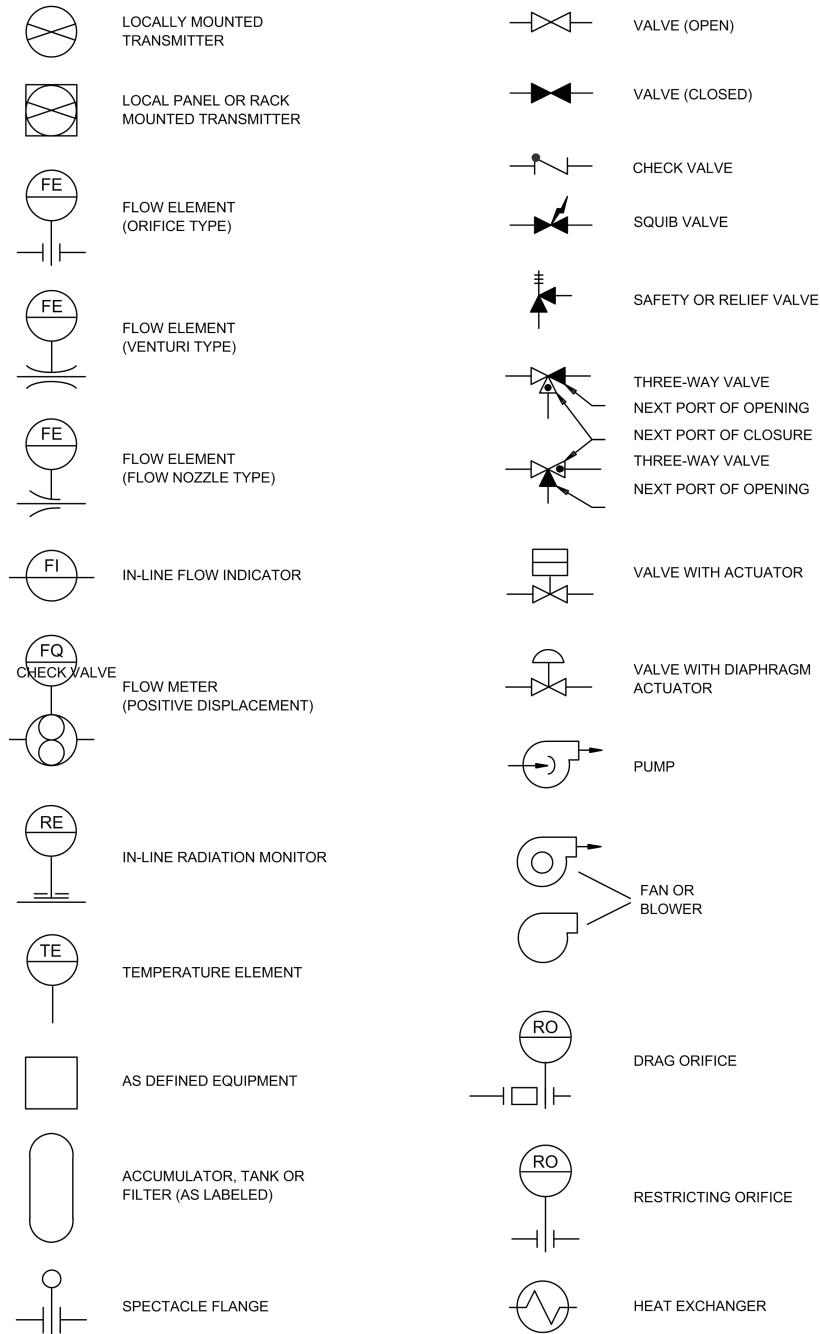 LOCALLY MOUNTED
TRANSMITTER
LOCAL PANEL OR RACK
MOUNTED TRANSMITTER
FE
FLOW ELEMENT
(ORIFICE TYPE)
FE
FLOW ELEMENT
(VENTURI TYPE)
FE
FLOW ELEMENT
(FLOW NOZZLE TYPE)
FI
IN-LINE FLOW INDICATOR
FQ
CHECK VALVE
FLOW METER
(POSITIVE DISPLACEMENT)
RE
IN-LINE RADIATION MONITOR
TE
TEMPERATURE ELEMENT
AS DEFINED EQUIPMENT
ACCUMULATOR, TANK OR
FILTER (AS LABELED)
SPECTACLE FLANGE
VALVE (OPEN)
VALVE (CLOSED)
CHECK VALVE
SQUIB VALVE
SAFETY OR RELIEF VALVE
THREE-WAY VALVE
NEXT PORT OF OPENING
NEXT PORT OF CLOSURE
THREE-WAY VALVE
NEXT PORT OF OPENING
VALVE WITH ACTUATOR
VALVE WITH DIAPHRAGM
ACTUATOR
PUMP
FAN OR
BLOWER
RO
DRAG ORIFICE
RO
RESTRICTING ORIFICE
HEAT EXCHANGER